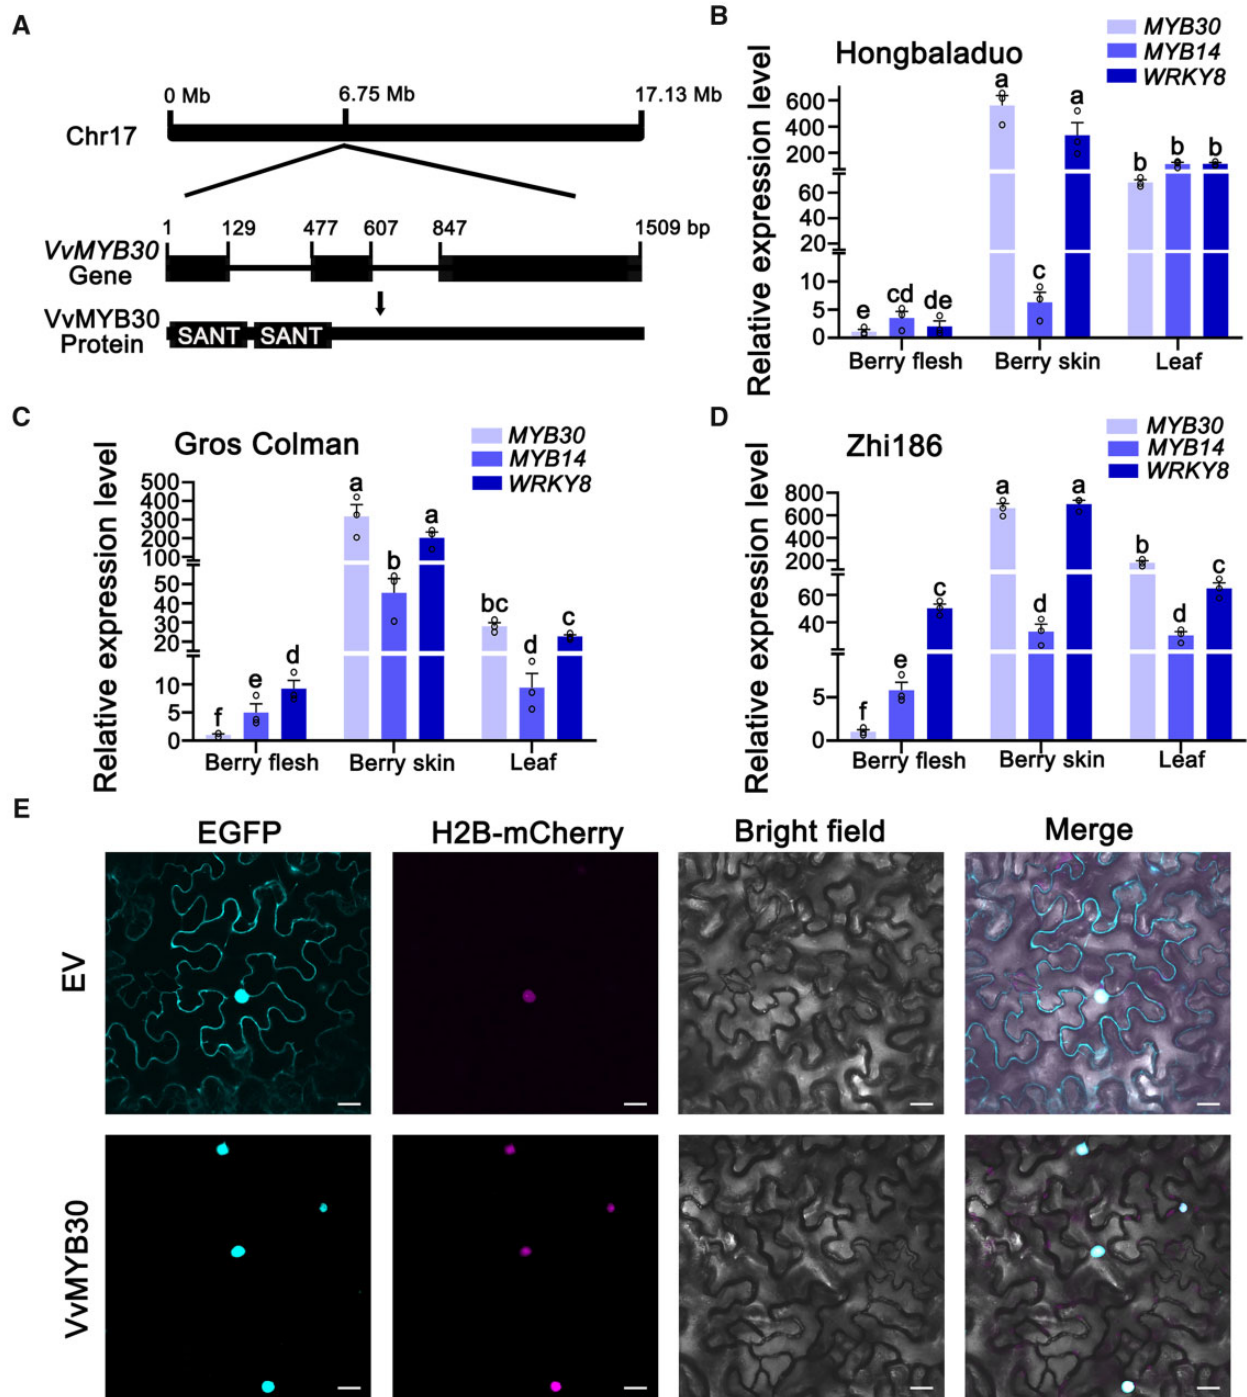 A
0 Mb
6.75 Mb
17.13 Mb
Chr17
1
129
477
607
847
1509 bp
VvMYB30
Gene
VvMYB30
Protein
SANT
SANT
B
Hongbaladuo
MYB30
MYB14
WRKY8
Relative expression level
600
400
200
60
40
20
10
5
0
e
cd
de
a
c
a
b
b
b
Berry flesh
Berry skin
Leaf
C
Gros Colman
MYB30
MYB14
WRKY8
Relative expression level
500
400
300
200
100
50
40
30
20
10
5
0
f
e
d
a
b
a
bc
d
c
Berry flesh
Berry skin
Leaf
D
Zhi186
MYB30
MYB14
WRKY8
Relative expression level
800
600
400
200
60
40
5
0
f
e
c
a
d
a
b
d
c
Berry flesh
Berry skin
Leaf
E
EGFP
H2B-mCherry
Bright field
Merge
EV
VvMYB30